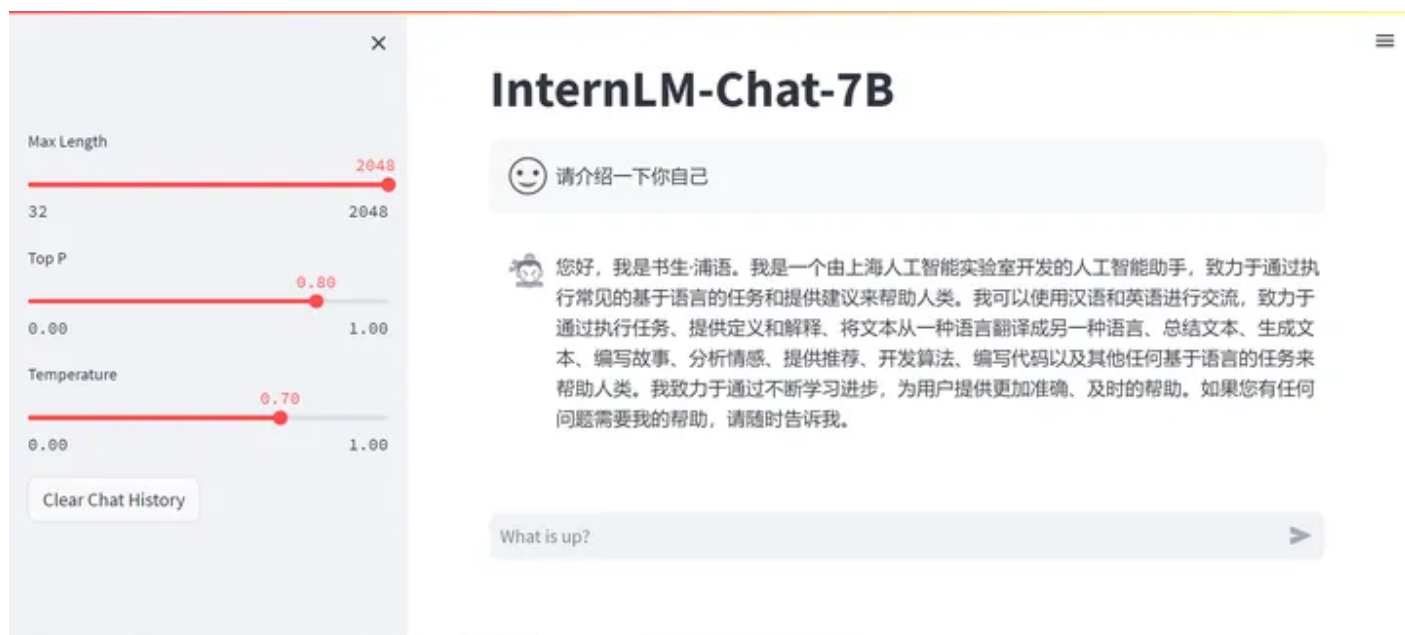 Max Length
2048
32 2048
Top P
0.80
0.00 1.00
Temperature
0.70
0.00 1.00
Clear Chat History
InternLM-Chat-7B
请介绍一下你自己
您好，我是书生·浦语。我是一个由上海人工智能实验室开发的人工智能助手，致力于通过执
行常见的基于语言的任务和提供建议来帮助人类。我可以使用汉语和英语进行交流，致力于
通过执行任务、提供定义和解释、将文本从一种语言翻译成另一种语言、总结文本、生成文
本、编写故事、分析情感、提供推荐、开发算法、编写代码以及其他任何基于语言的任务来
帮助人类。我致力于通过不断学习进步，为用户提供更加准确、及时的帮助。如果您有任何
问题需要我的帮助，请随时告诉我。
What is up?